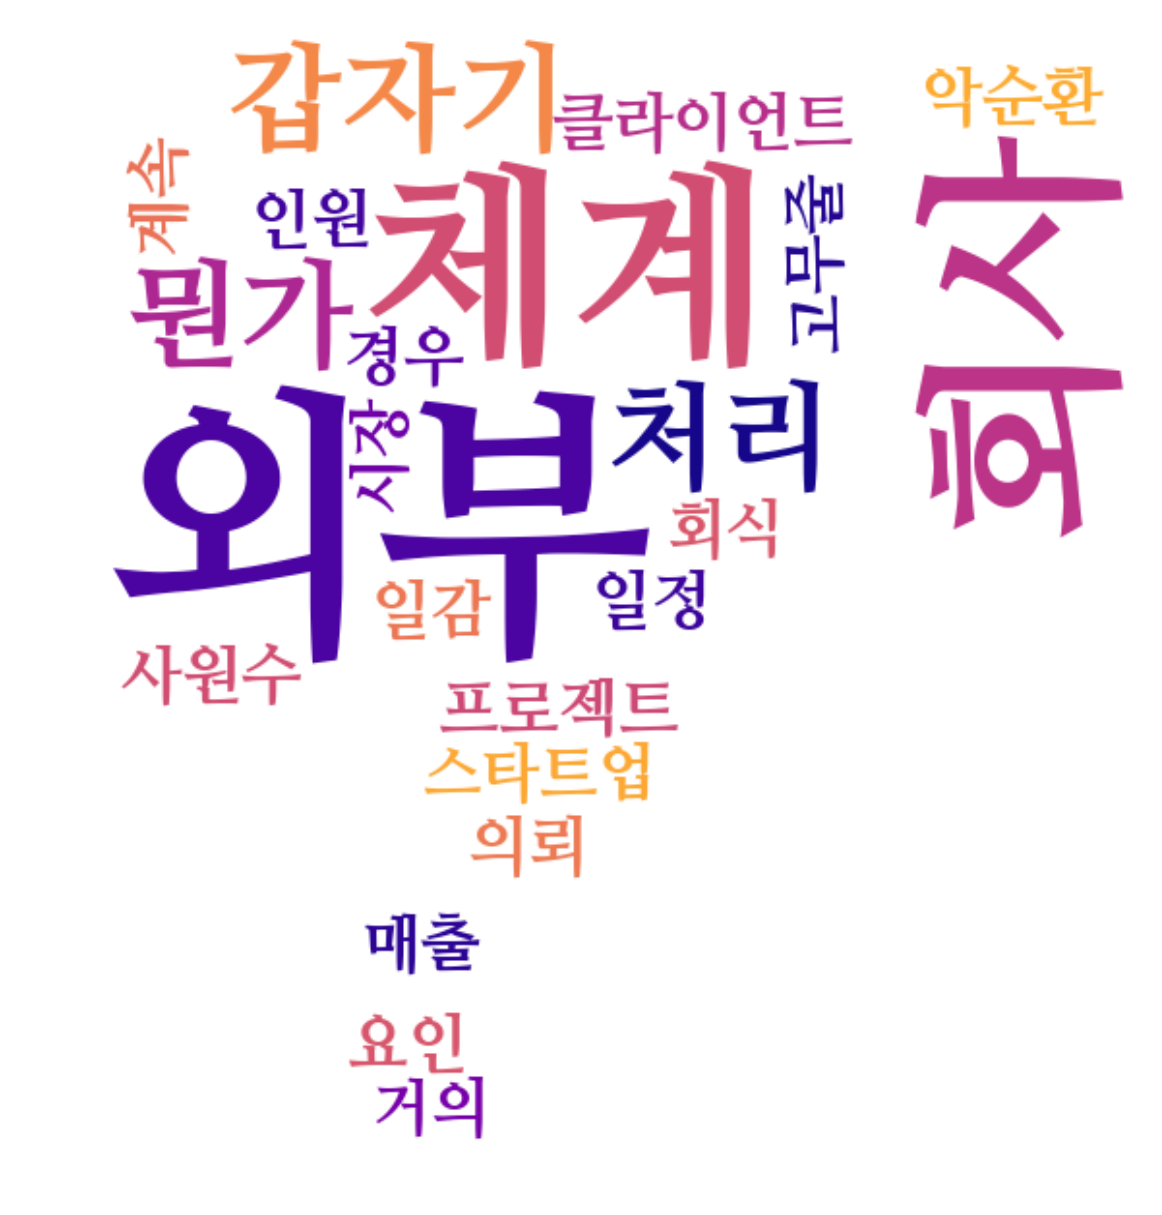 갑자기
클라이언트
악순환
계속
인원
체계
고무줄
회사
뭔가
경우
외부
시장
처리
회식
일감
일정
사원수
프로젝트
스타트업
의뢰
매출
요인
거의